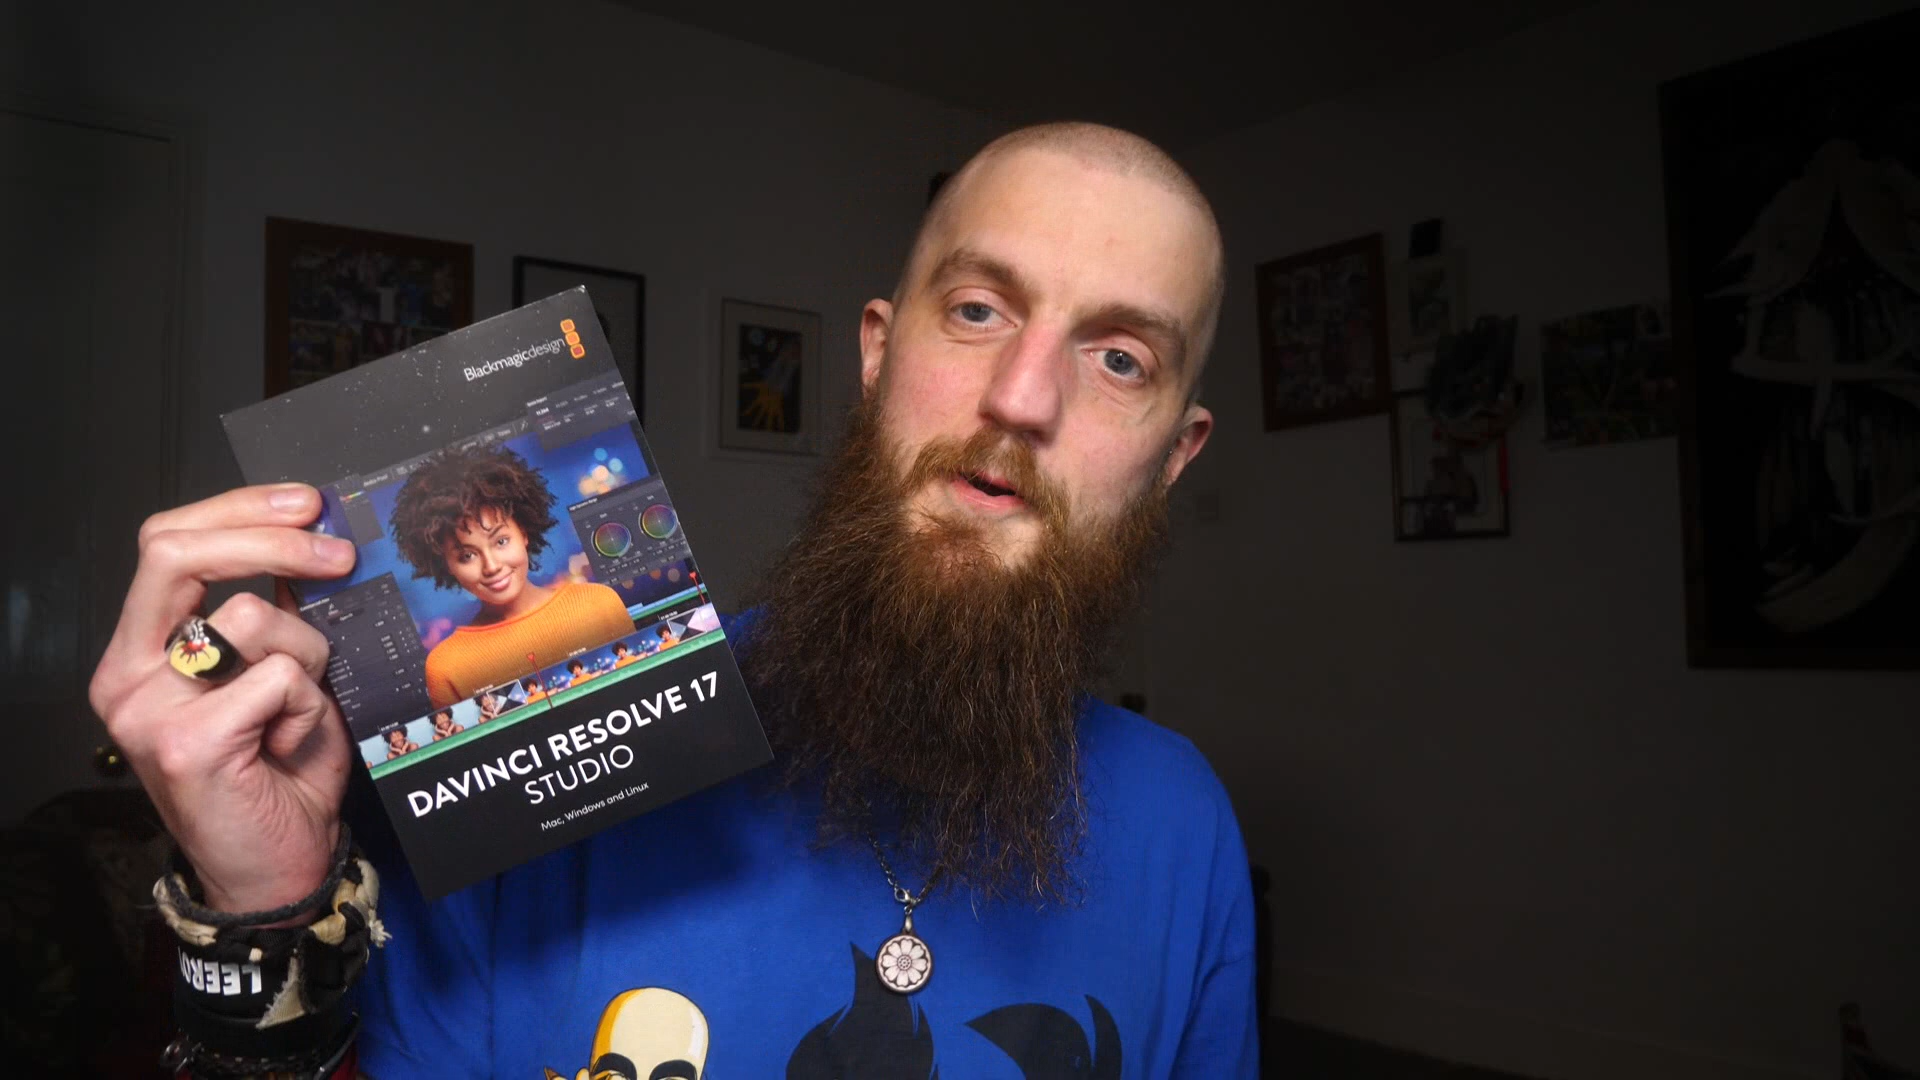 Blackmagicdesign
DAVINCI RESOLVE 17
STUDIO
Mac, Windows and Linux
LEERO